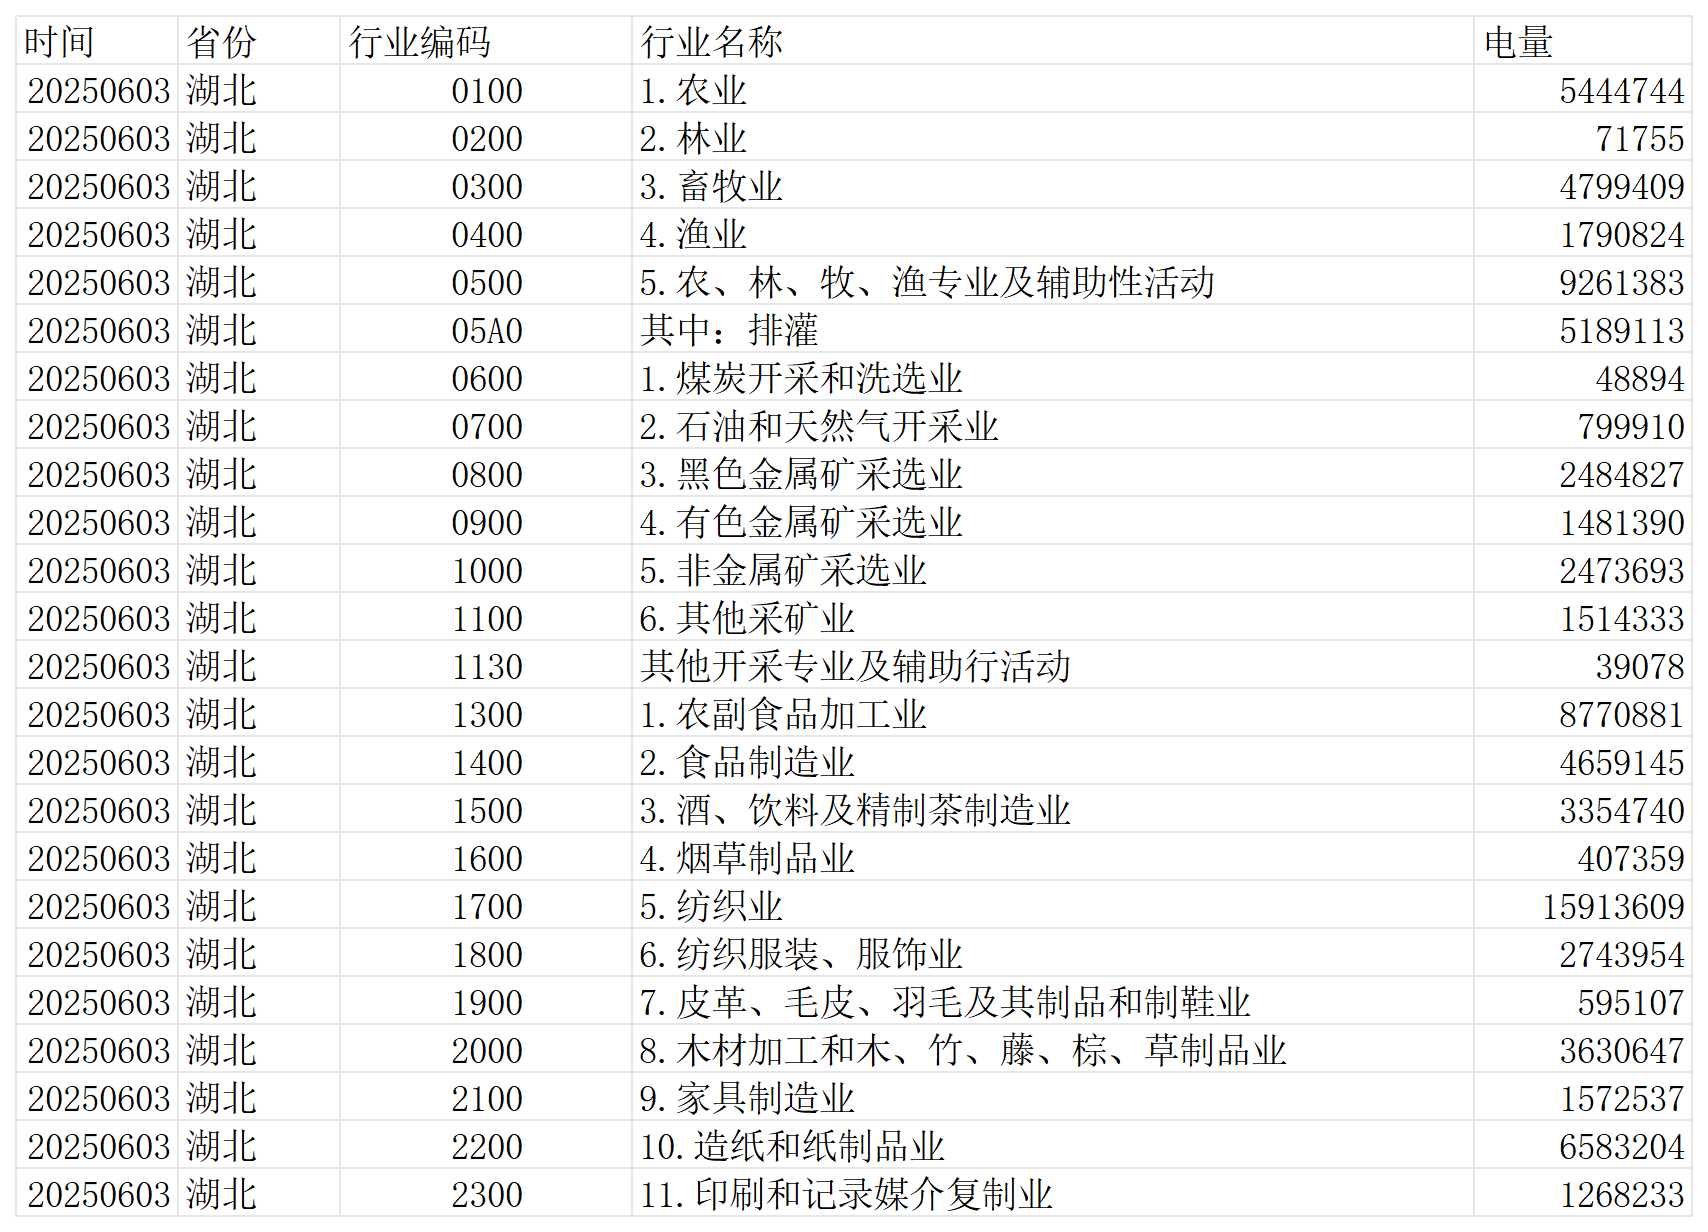 时间 省份 行业编码 行业名称 电量
20250603 湖北 0100 1.农业 5444744
20250603 湖北 0200 2.林业 71755
20250603 湖北 0300 3.畜牧业 4799409
20250603 湖北 0400 4.渔业 1790824
20250603 湖北 0500 5.农、林、牧、渔专业及辅助性活动 9261383
20250603 湖北 05A0 其中：排灌 5189113
20250603 湖北 0600 1.煤炭开采和洗选业 48894
20250603 湖北 0700 2.石油和天然气开采业 799910
20250603 湖北 0800 3.黑色金属矿采选业 2484827
20250603 湖北 0900 4.有色金属矿采选业 1481390
20250603 湖北 1000 5.非金属矿采选业 2473693
20250603 湖北 1100 6.其他采矿业 1514333
20250603 湖北 1130 其他开采专业及辅助行活动 39078
20250603 湖北 1300 1.农副食品加工业 8770881
20250603 湖北 1400 2.食品制造业 4659145
20250603 湖北 1500 3.酒、饮料及精制茶制造业 3354740
20250603 湖北 1600 4.烟草制品业 407359
20250603 湖北 1700 5.纺织业 15913609
20250603 湖北 1800 6.纺织服装、服饰业 2743954
20250603 湖北 1900 7.皮革、毛皮、羽毛及其制品和制鞋业 595107
20250603 湖北 2000 8.木材加工和木、竹、藤、棕、草制品业 3630647
20250603 湖北 2100 9.家具制造业 1572537
20250603 湖北 2200 10.造纸和纸制品业 6583204
20250603 湖北 2300 11.印刷和记录媒介复制业 1268233